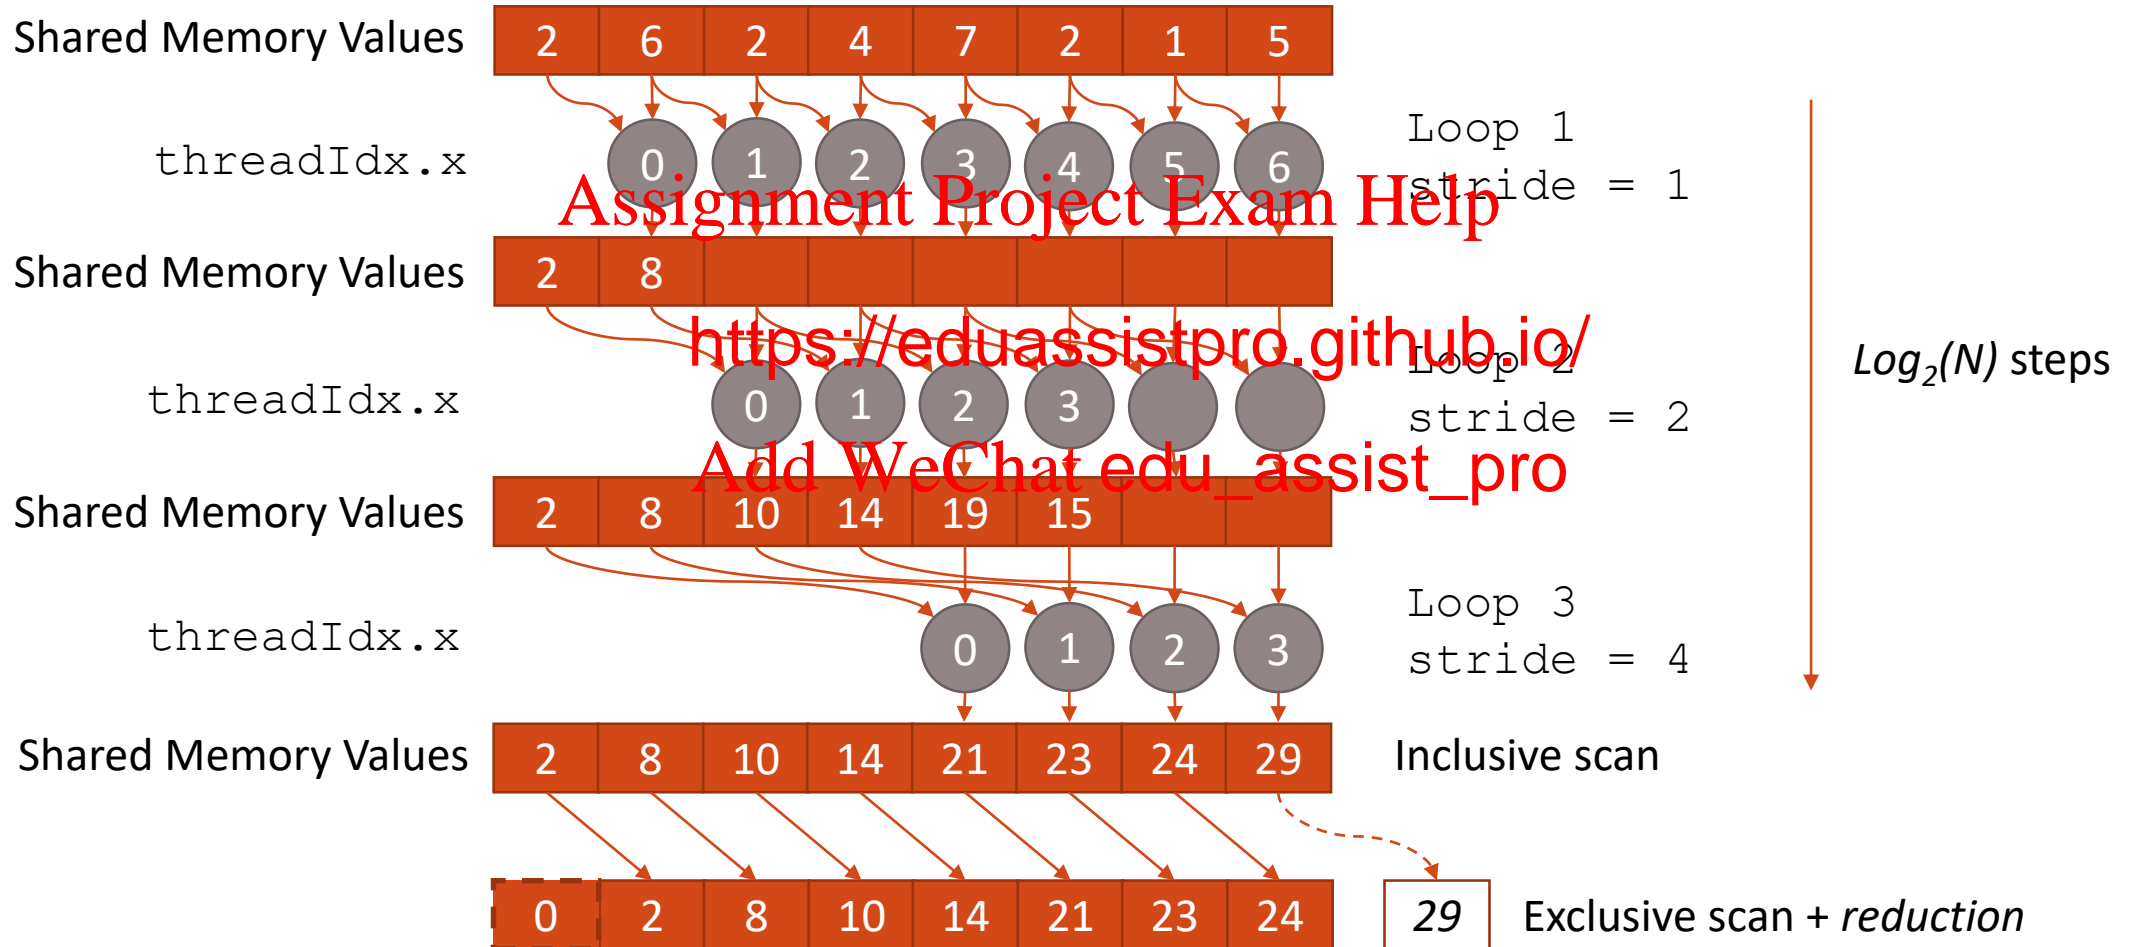 Shared Memory Values 2 6 2 4 7 2 1 5
Loop 1
threadIdx.x 0 1 2 3 4 5 6
stride = 1
Assignment Project Exam Help
Shared Memory Values 2 8
https://eduassistpro.github.io/
Loop 2
Log2(N) steps
threadIdx.x 0 1 2 3
stride = 2
Add WeChat edu_assist_pro
Shared Memory Values 2 8 10 14 19 15
Loop 3
threadIdx.x 0 1 2 3
stride = 4
Shared Memory Values 2 8 10 14 21 23 24 29 Inclusive scan
0 2 8 10 14 21 23 24 29 Exclusive scan + reduction